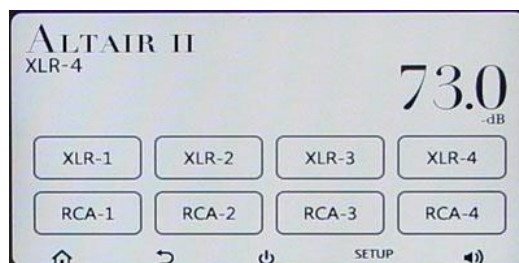 ALTAIR II
XLR-4
73.0
-dB
XLR-1 XLR-2 XLR-3 XLR-4
RCA-1 RCA-2 RCA-3 RCA-4
SETUP